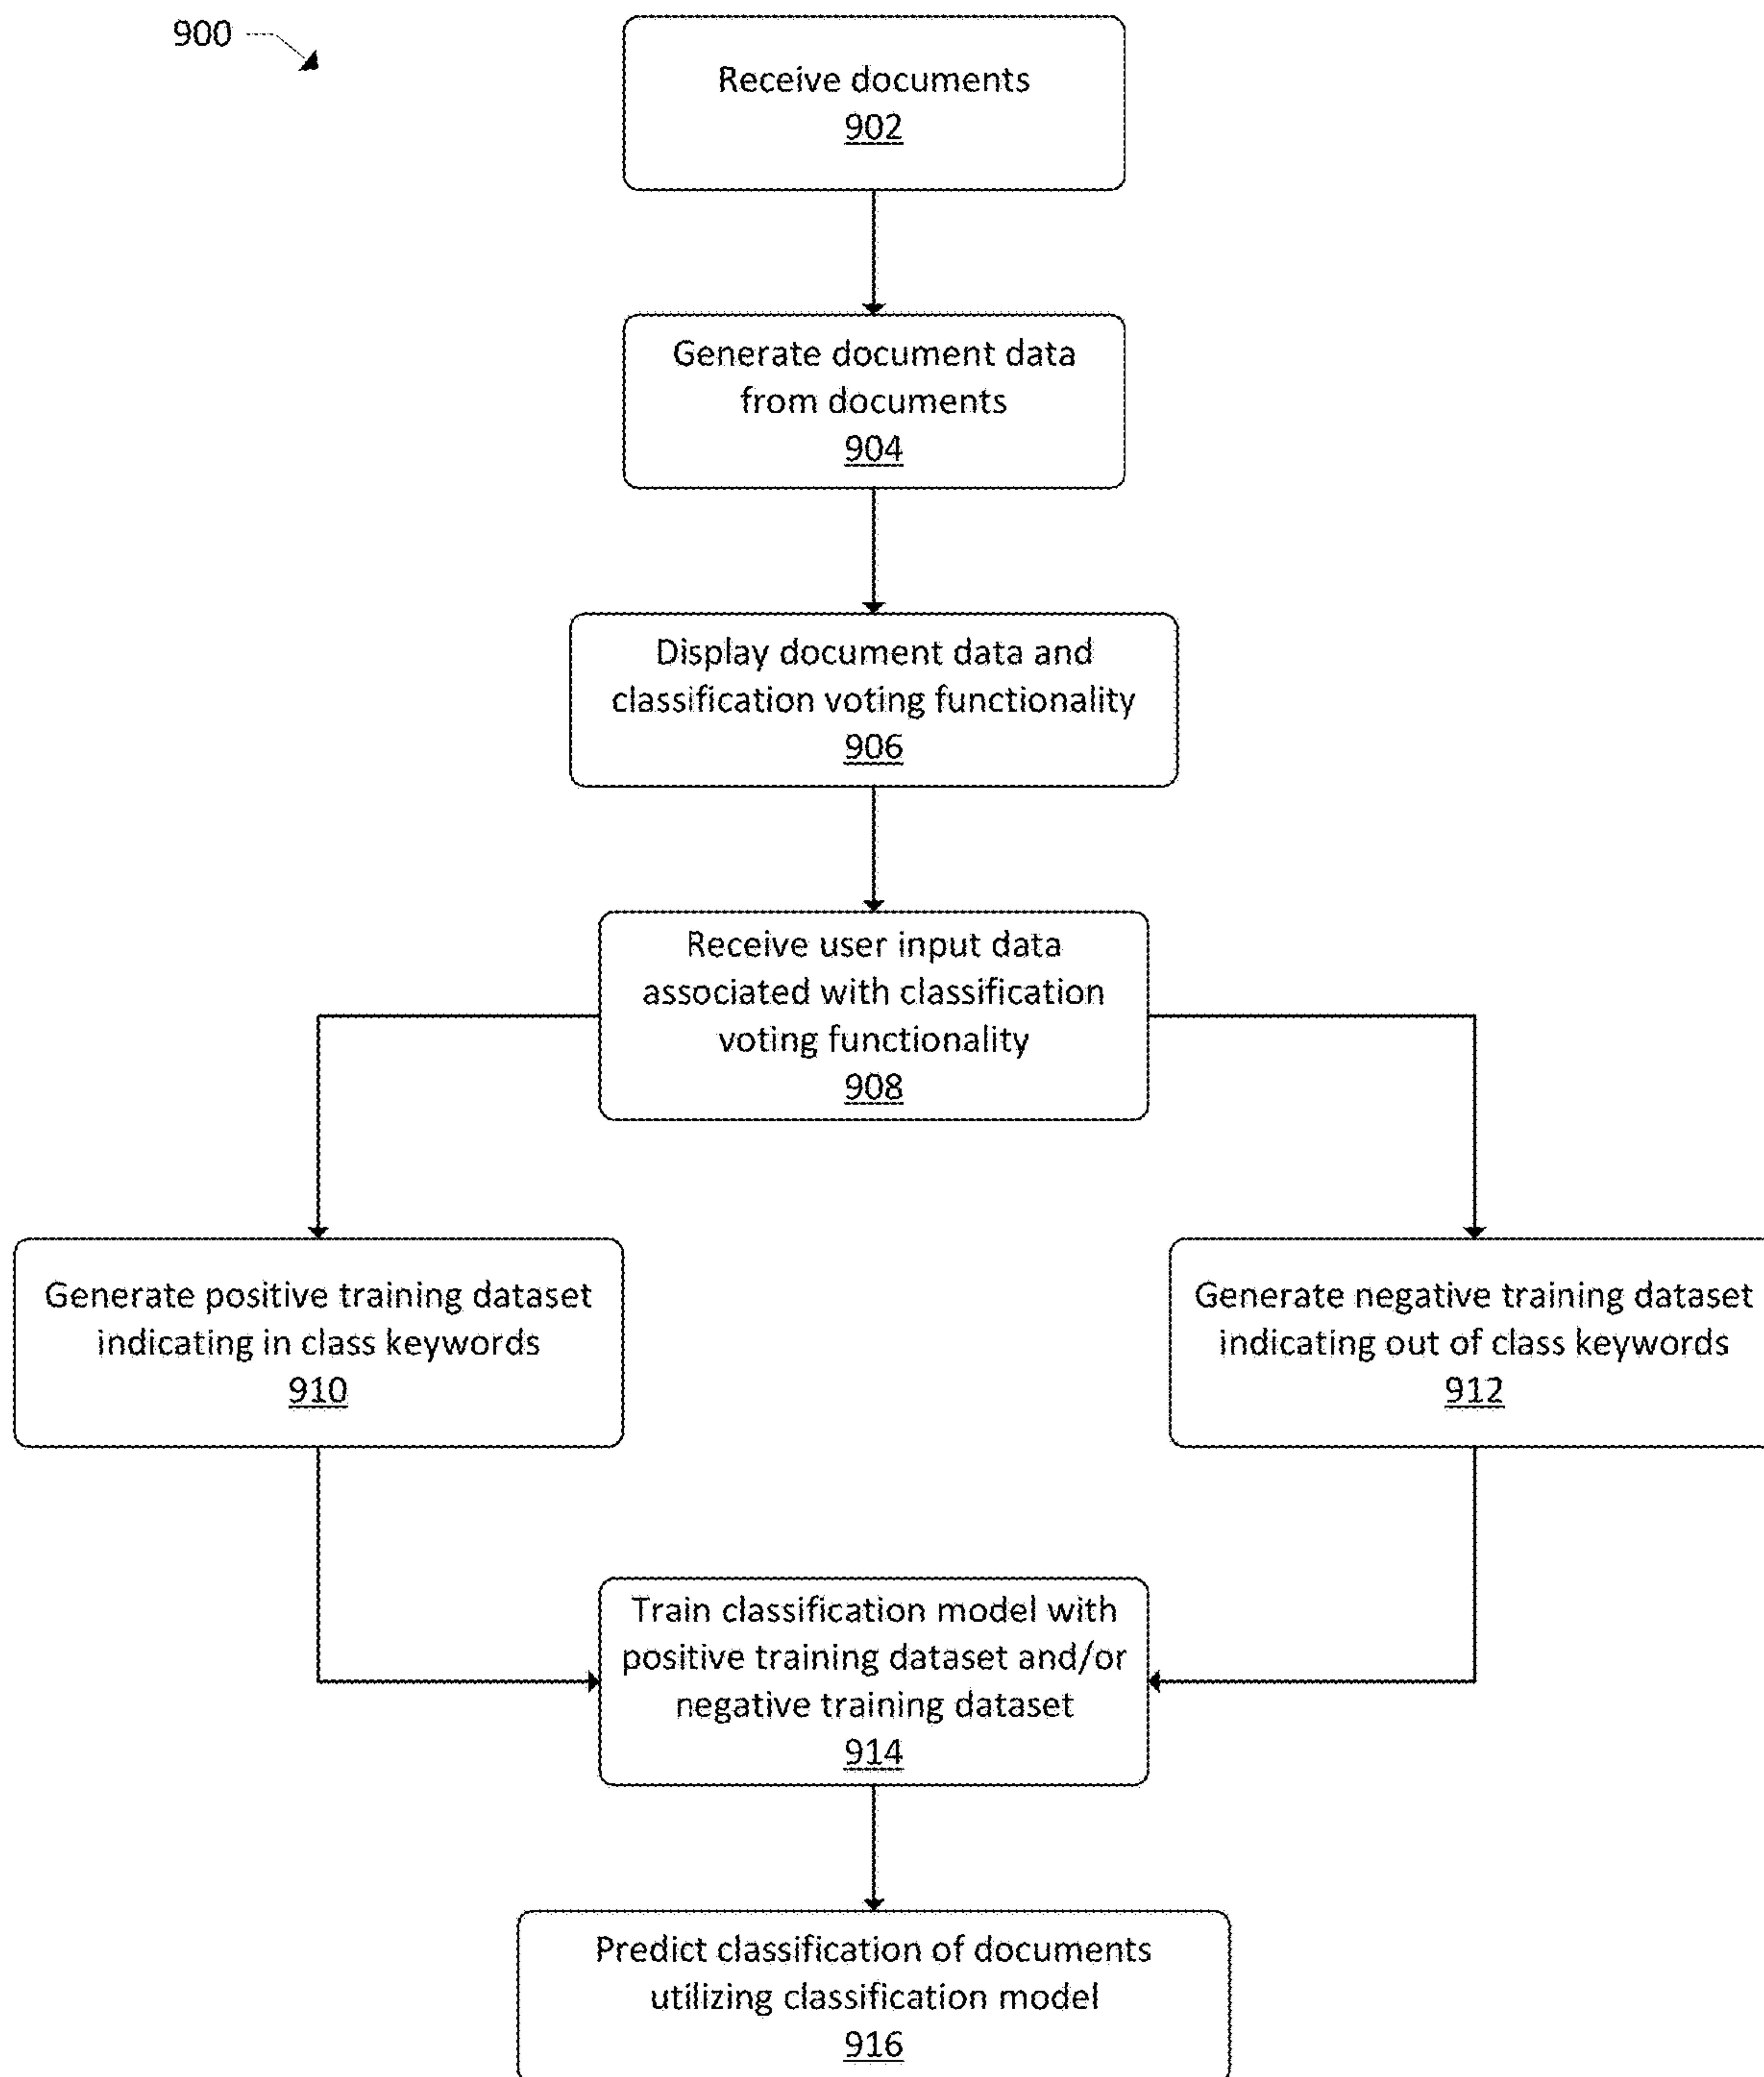 900
Receive documents
902
Generate document data
from documents
904
Display document data and
classification voting functionality
906
Receive user input data
associated with classification
voting functionality
908
Generate positive training dataset
indicating in class keywords
910
Generate negative training dataset
indicating out of class keywords
912
Train classification model with
positive training dataset and/or
negative training dataset
914
Predict classification of documents
utilizing classification model
916